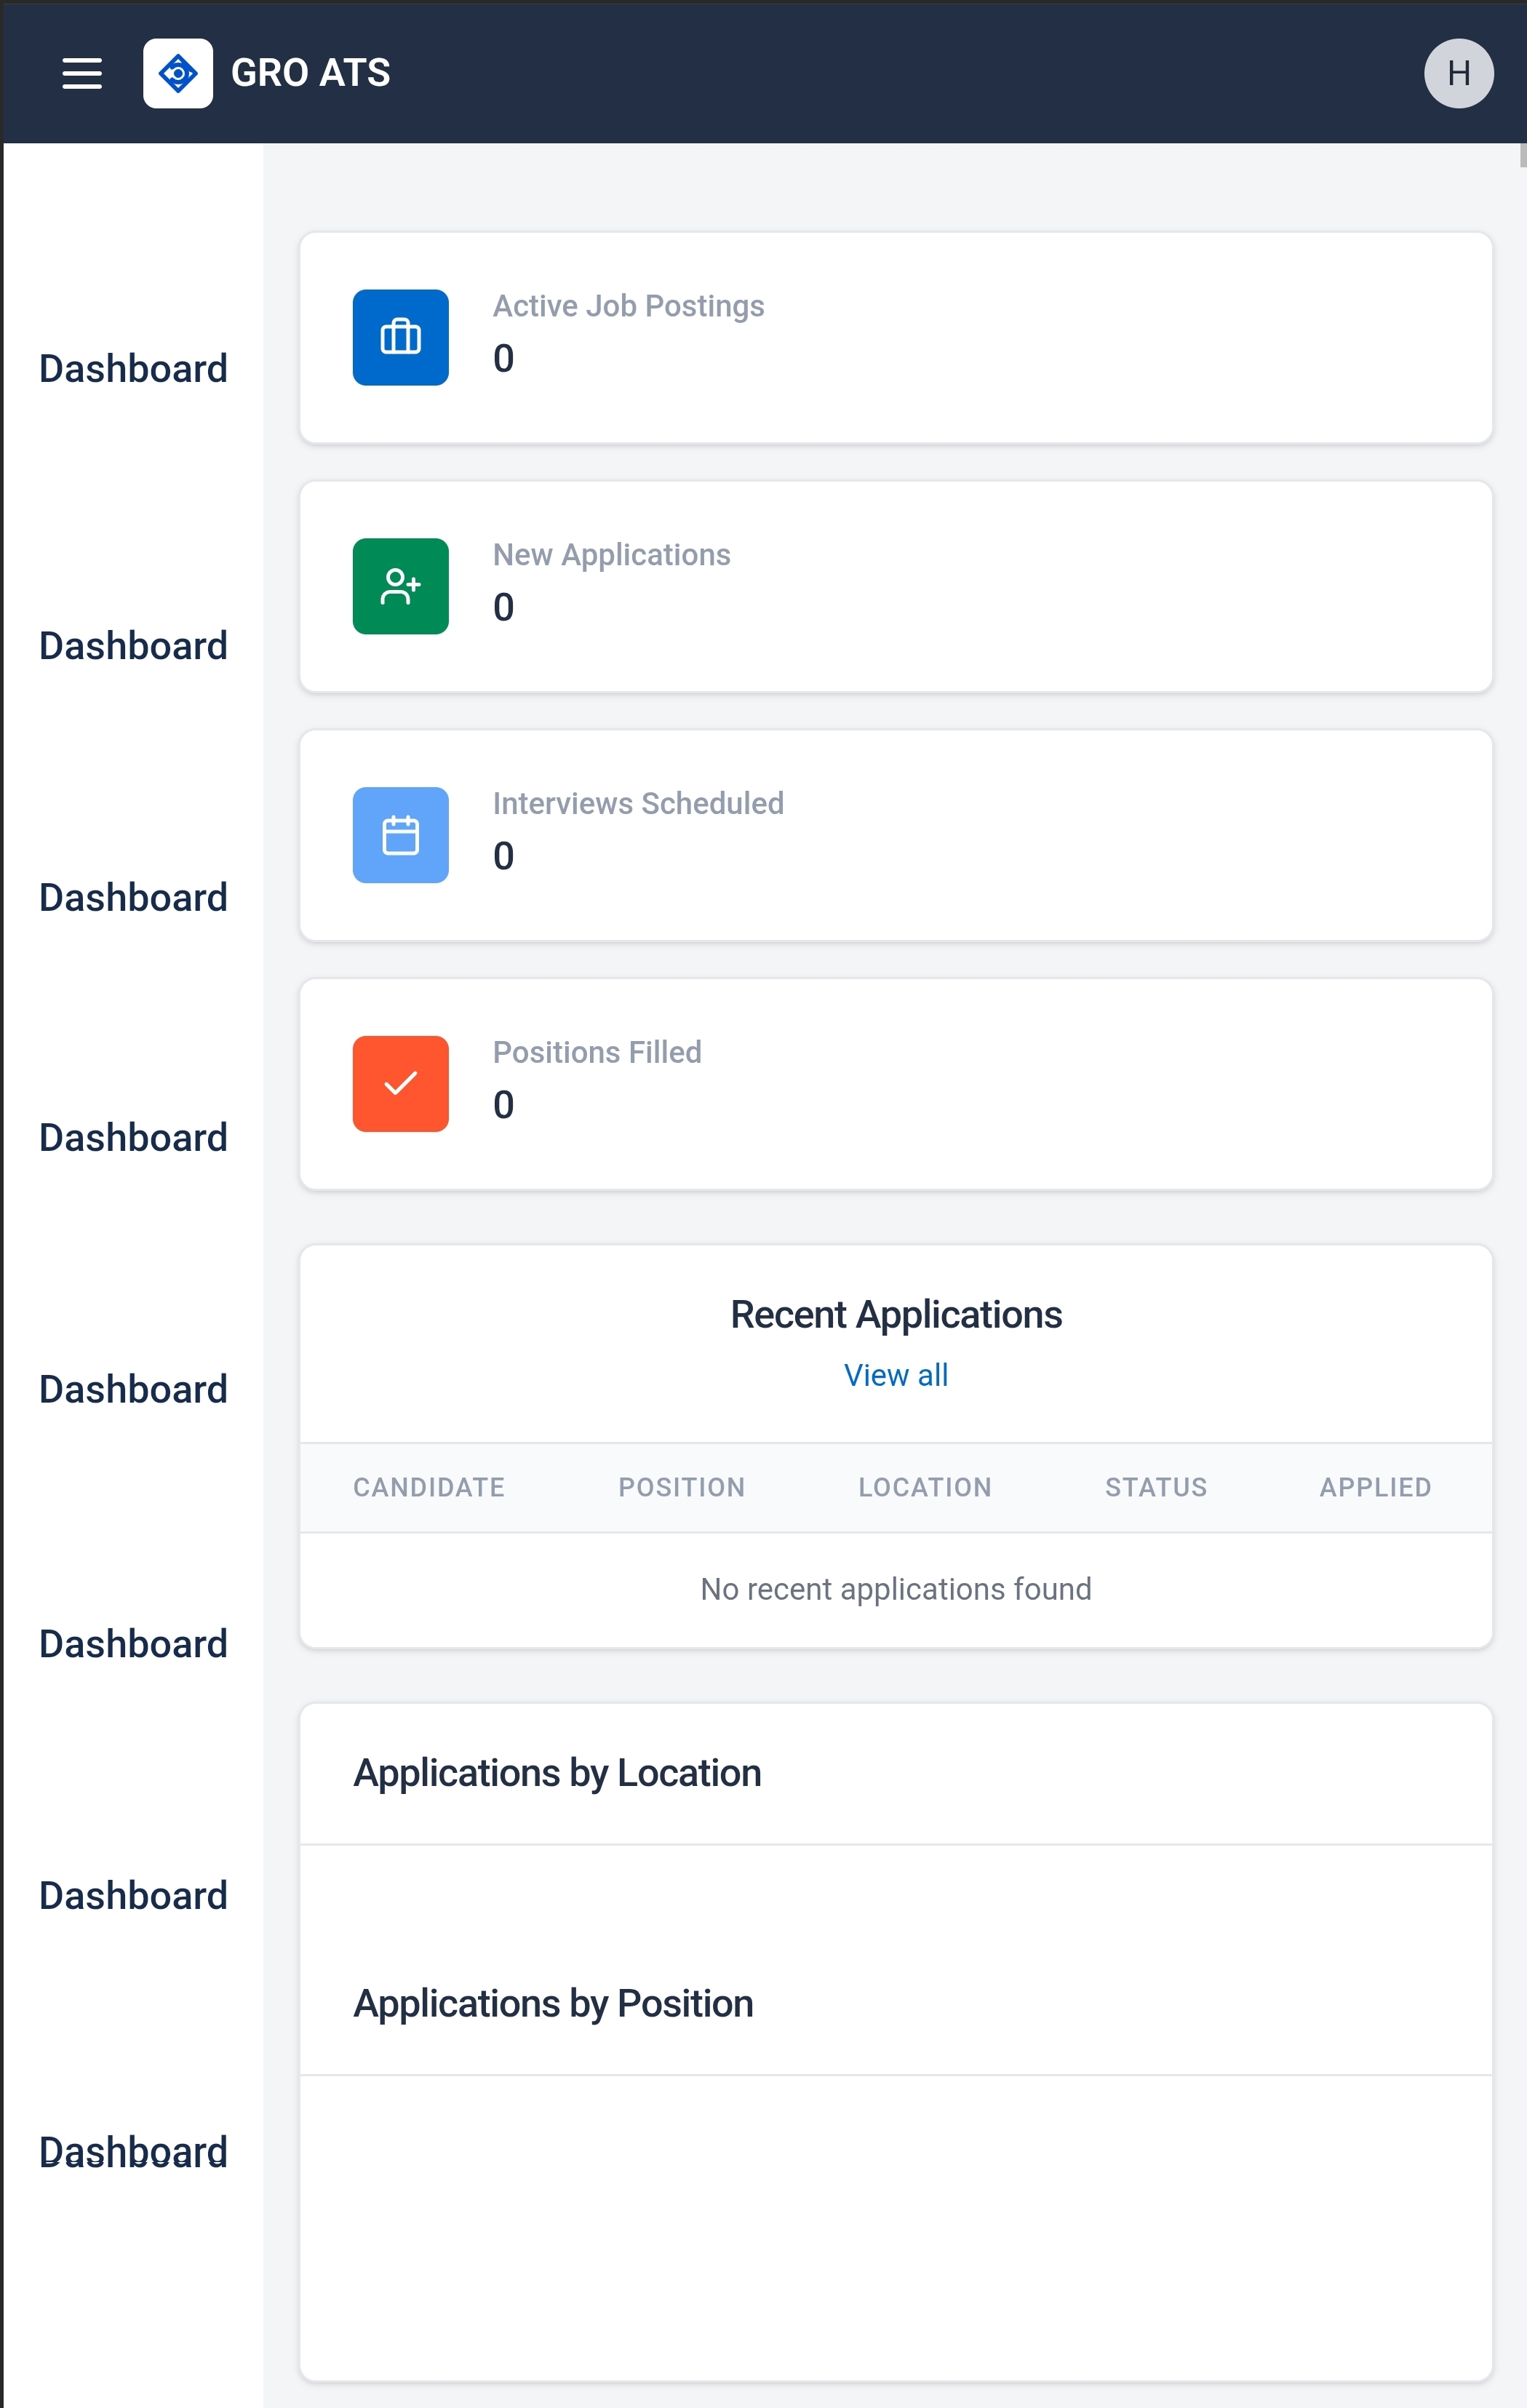 GRO ATS
H
Dashboard
Dashboard
Dashboard
Dashboard
Dashboard
Dashboard
Dashboard
Dashboard
Active Job Postings
0
New Applications
0
Interviews Scheduled
0
Positions Filled
0
Recent Applications
View all
CANDIDATE POSITION LOCATION STATUS APPLIED
No recent applications found
Applications by Location
Applications by Position